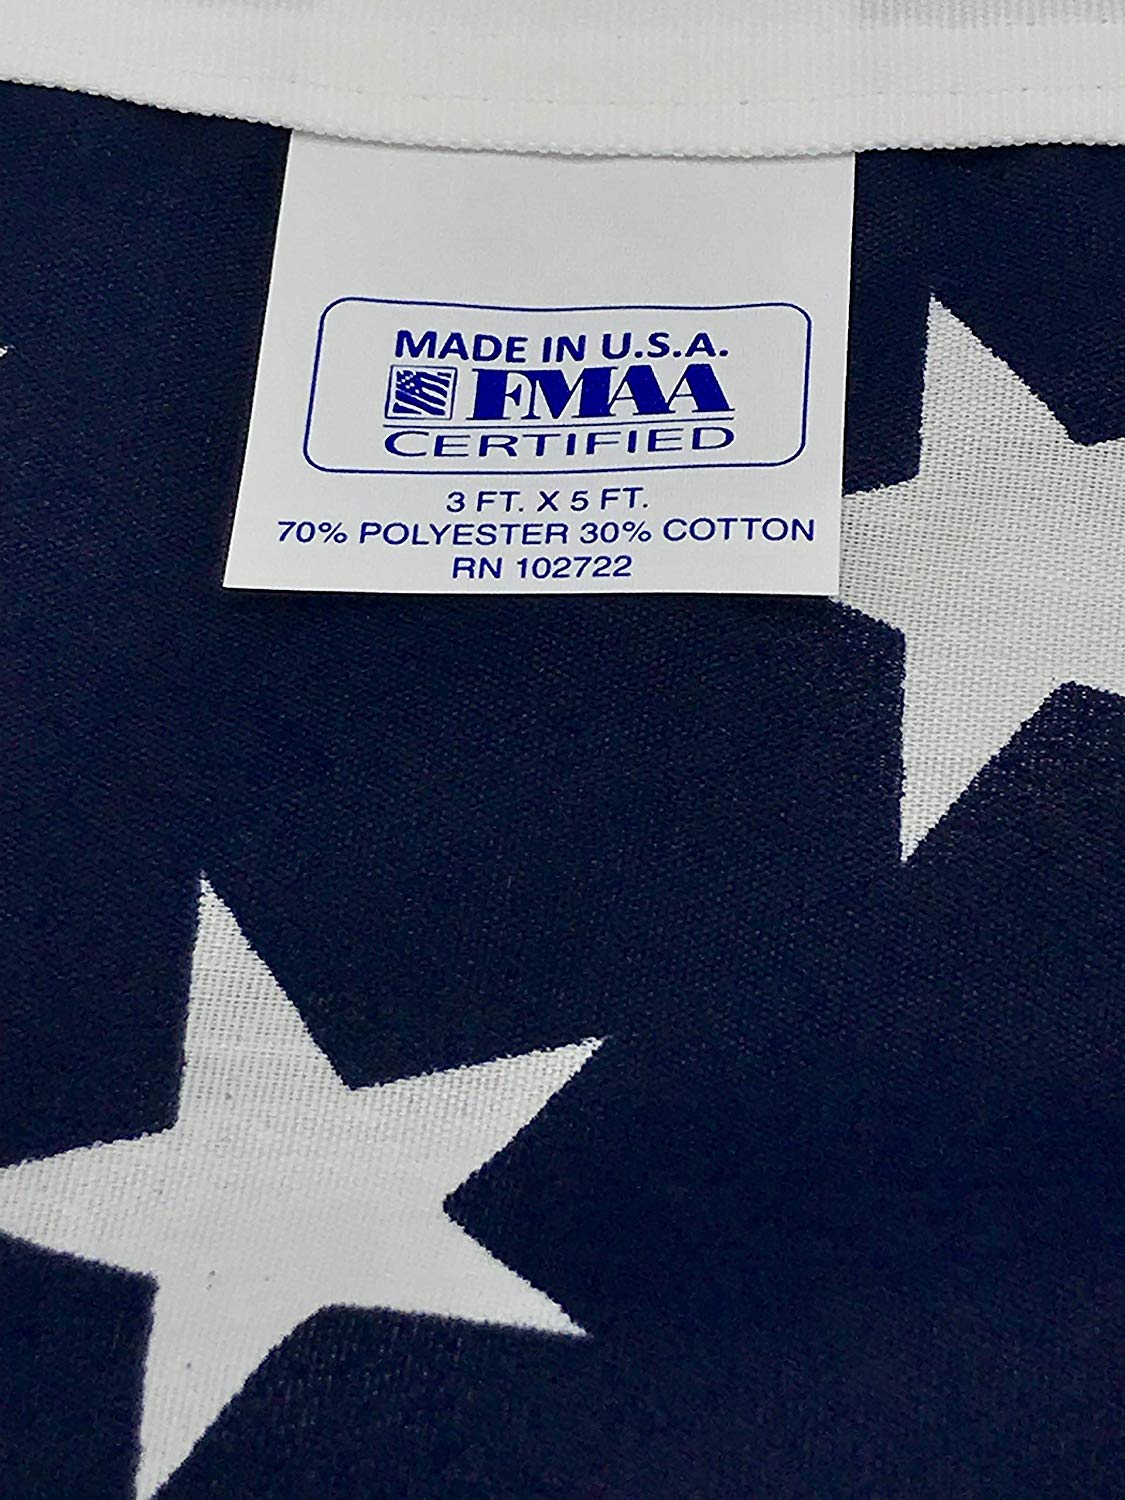 MADE IN U.S.A.
FMAA
CERTIFIED
3 FT. X 5 FT.
70% POLYESTER 30% COTTON
RN 102722